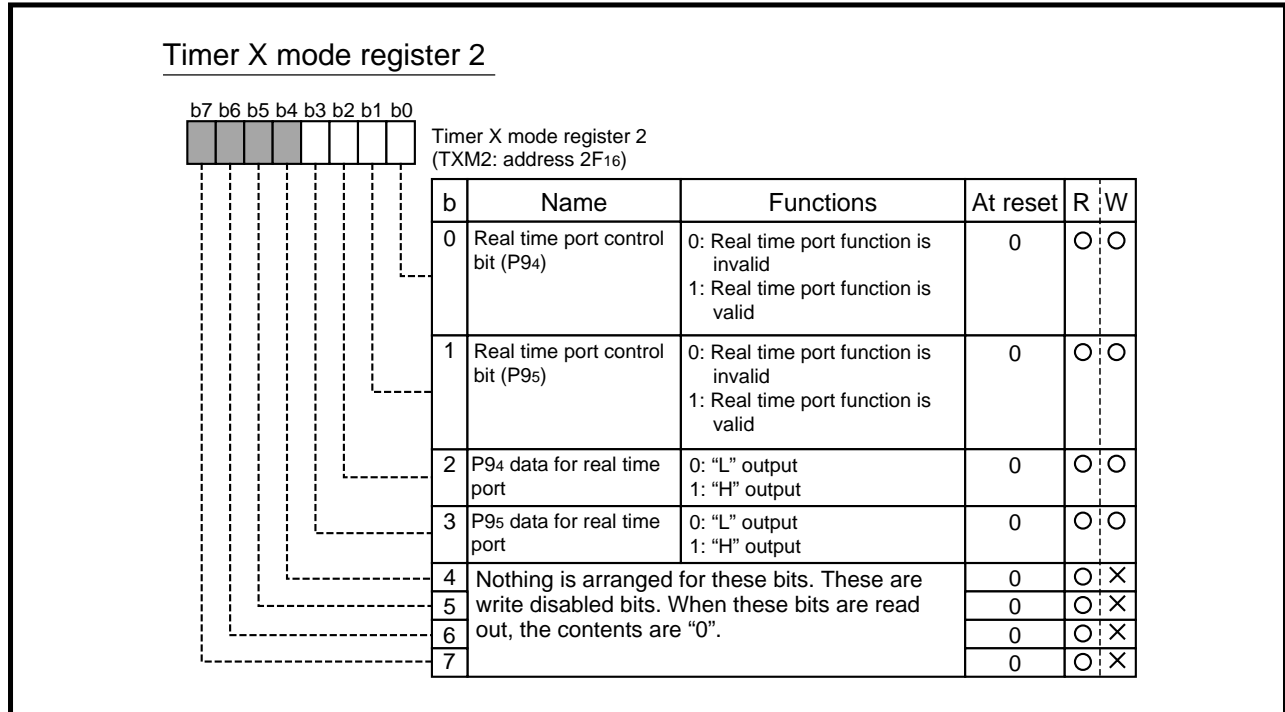 Timer X mode register 2
b7 b6 b5 b4 b3 b2 b1 b0
Timer X mode register 2
(TXM2: address 2F16)
b Name Functions At reset R W
0 Real time port control 0: Real time port function is 0 O O
bit (P94) invalid
1: Real time port function is
valid
1 Real time port control 0: Real time port function is 0 O O
bit (P95) invalid
1: Real time port function is
valid
2 P94 data for real time 0: “L” output 0 O O
port 1: “H” output
3 P95 data for real time 0: “L” output 0 O O
port 1: “H” output
4 Nothing is arranged for these bits. These are 0 O ×
5 write disabled bits. When these bits are read 0 O ×
6 out, the contents are “0”. 0 O ×
7 0 O ×